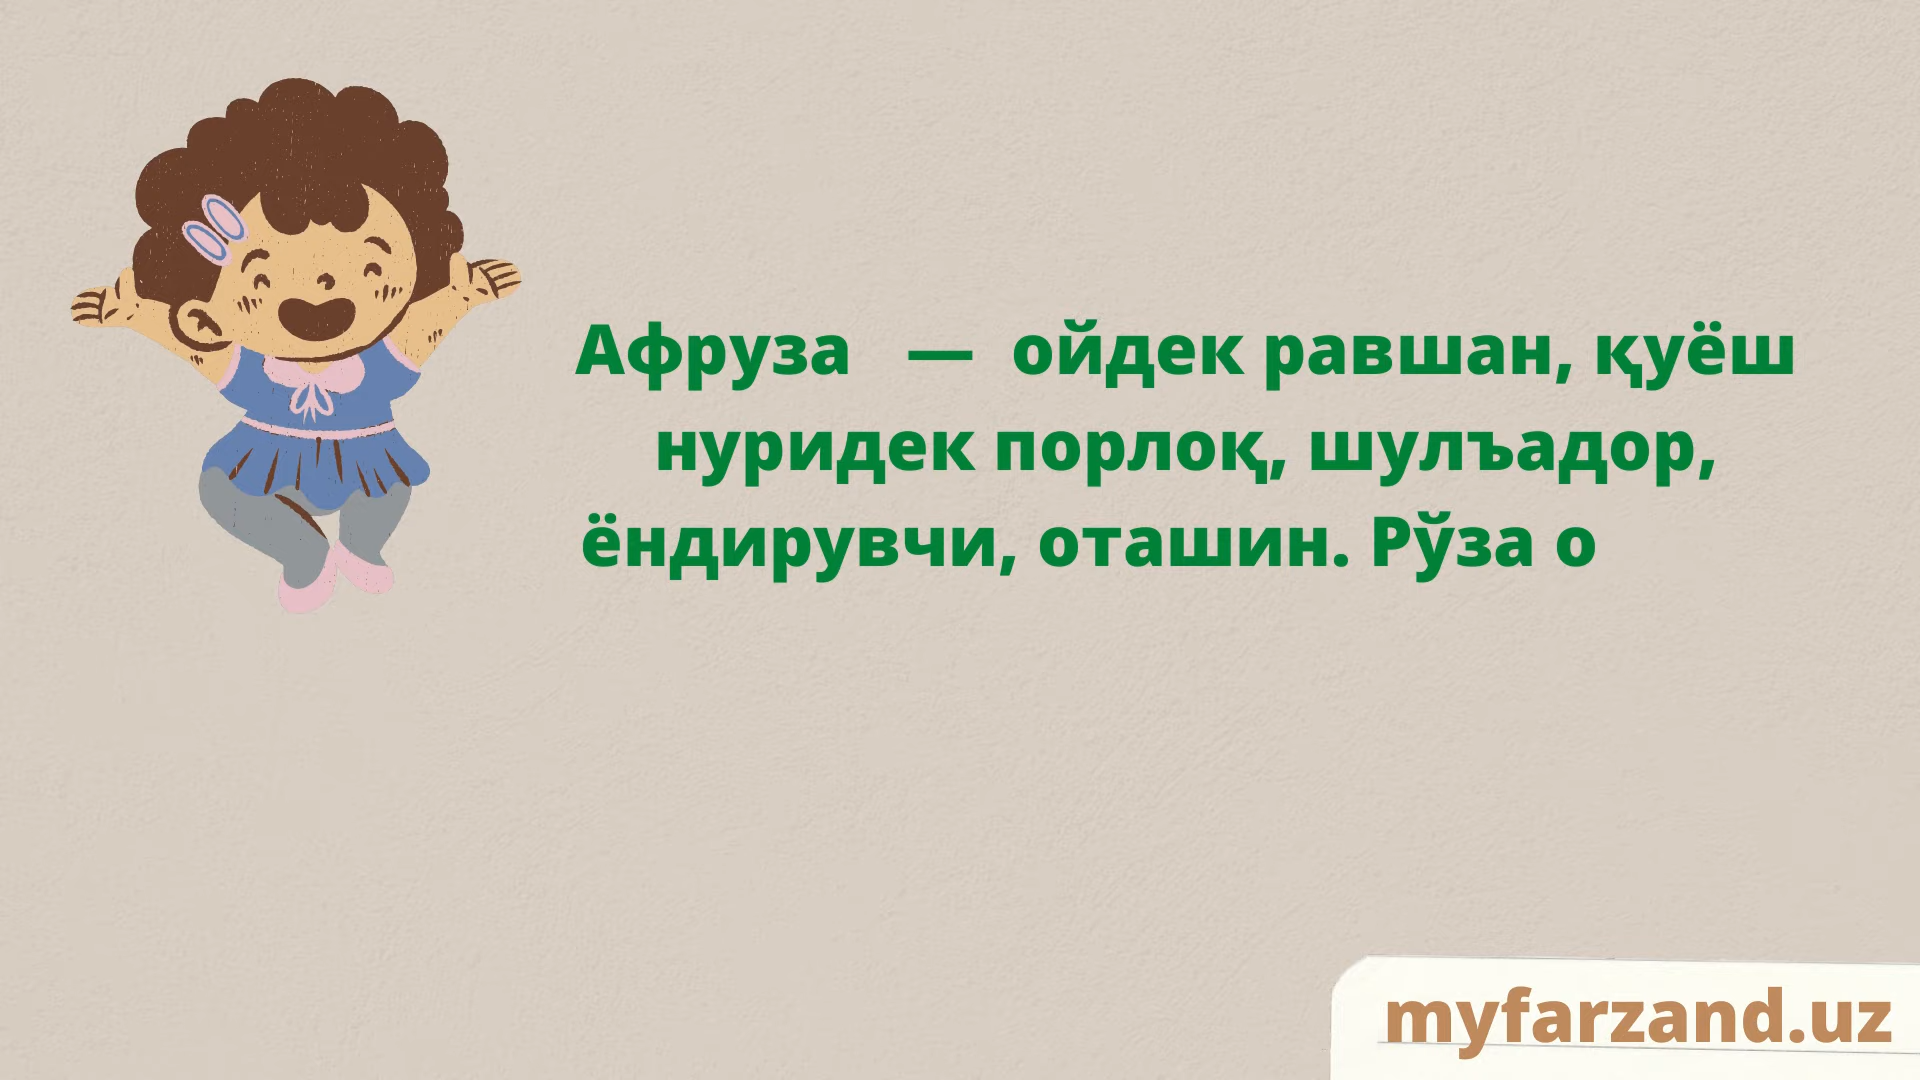 Афруза — ойдек равшан, қуёш
нуридек порлоқ, шулъадор,
ёндирувчи, оташин. Рўза о
myfarzand.uz